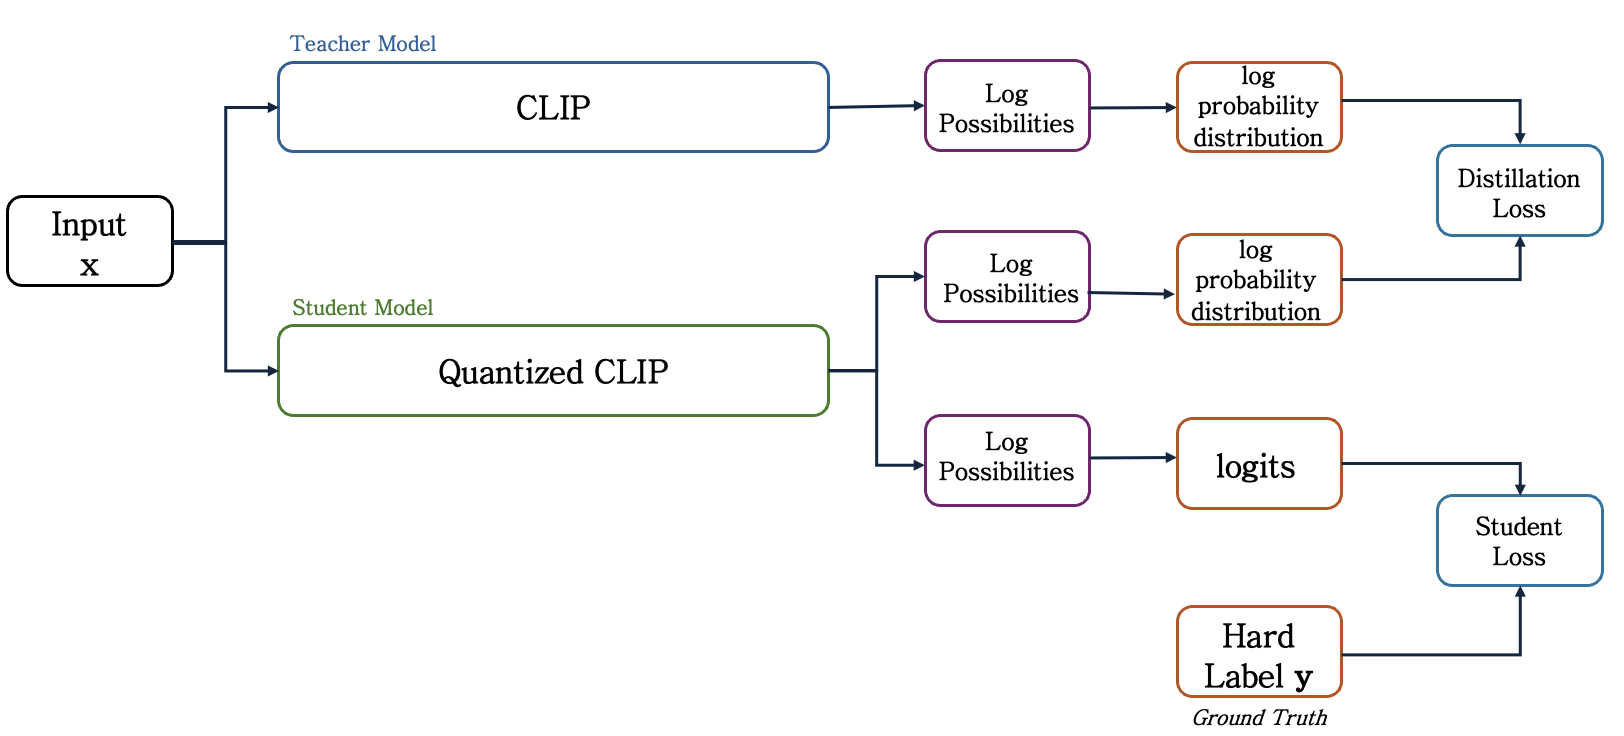 Teacher Model
CLIP
Log
Possibilities
log
probability
distribution
Distillation
Loss
Input
x
Student Model
Quantized CLIP
Log
Possibilities
log
probability
distribution
Log
Possibilities
logits
Student
Loss
Hard
Label y
Ground Truth